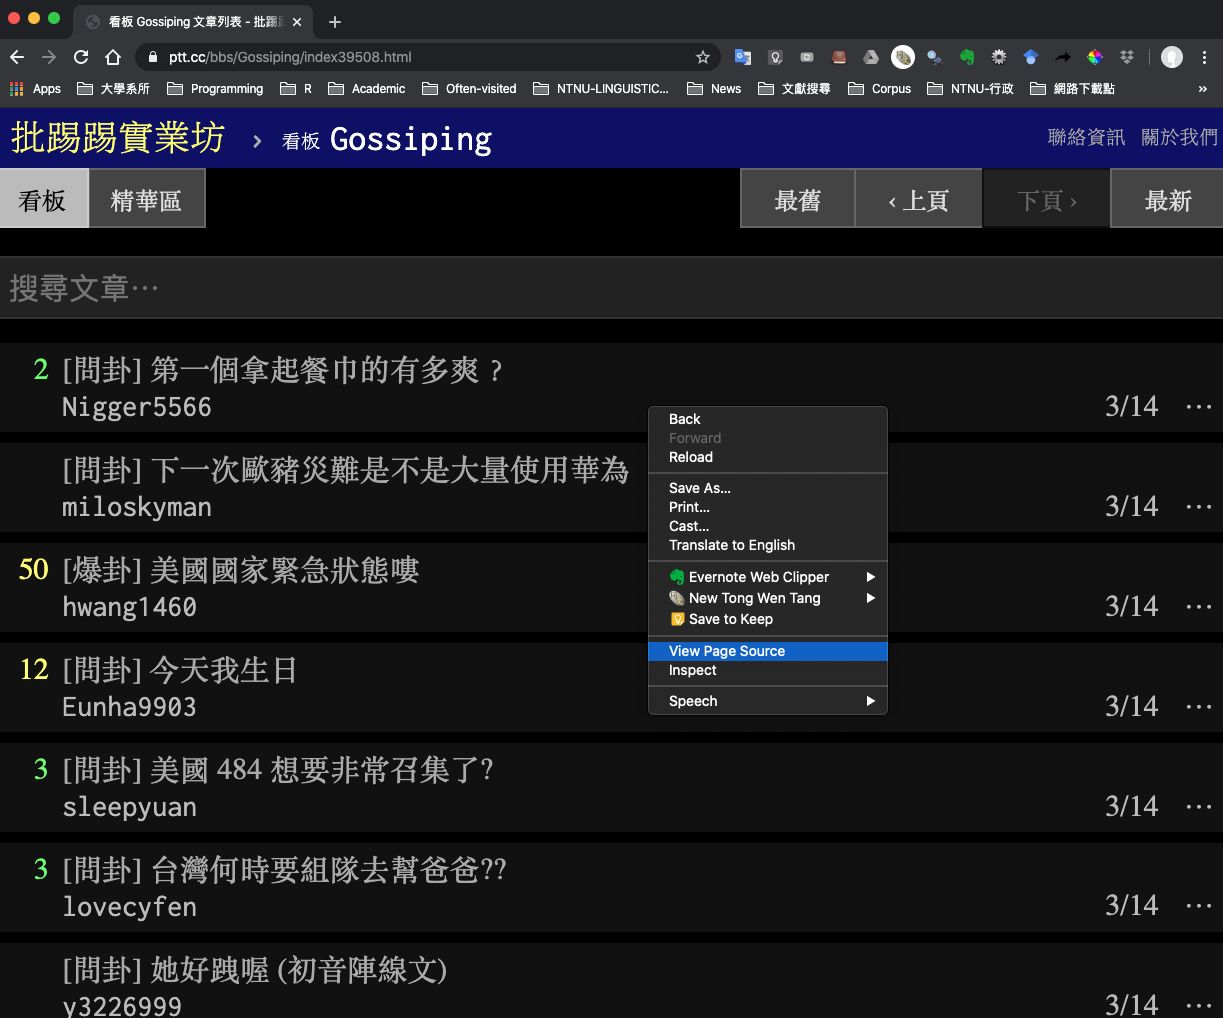 看板 Gossiping 文章列表 - 批踢
ptt.cc/bbs/Gossiping/index39508.html
Apps 大學系所 Programming R Academic Often-visited NTNU-LINGUISTIC... News 文獻搜尋 Corpus NTNU-行政 網路下載點 »
批踢踢實業坊 › 看板 Gossiping 聯絡資訊 關於我們
看板 精華區 最舊 ‹ 上頁 下頁 › 最新
搜尋文章⋯
2 [問卦] 第一個拿起餐巾的有多爽？
Nigger5566 3/14 ⋯
[問卦] 下一次歐豬災難是不是大量使用華為
miloskyman 3/14 ⋯
50 [爆卦] 美國國家緊急狀態嘍
hwang1460 3/14 ⋯
12 [問卦] 今天我生日
Eunha9903 3/14 ⋯
3 [問卦] 美國 484 想要非常召集了?
sleepyuan 3/14 ⋯
3 [問卦] 台灣何時要組隊去幫爸爸??
lovecyfen 3/14 ⋯
[問卦] 她好跩喔 (初音陣線文)
y3226999 3/14 ⋯
Back
Forward
Reload
Save As...
Print...
Cast...
Translate to English
Evernote Web Clipper
New Tong Wen Tang
Save to Keep
View Page Source
Inspect
Speech